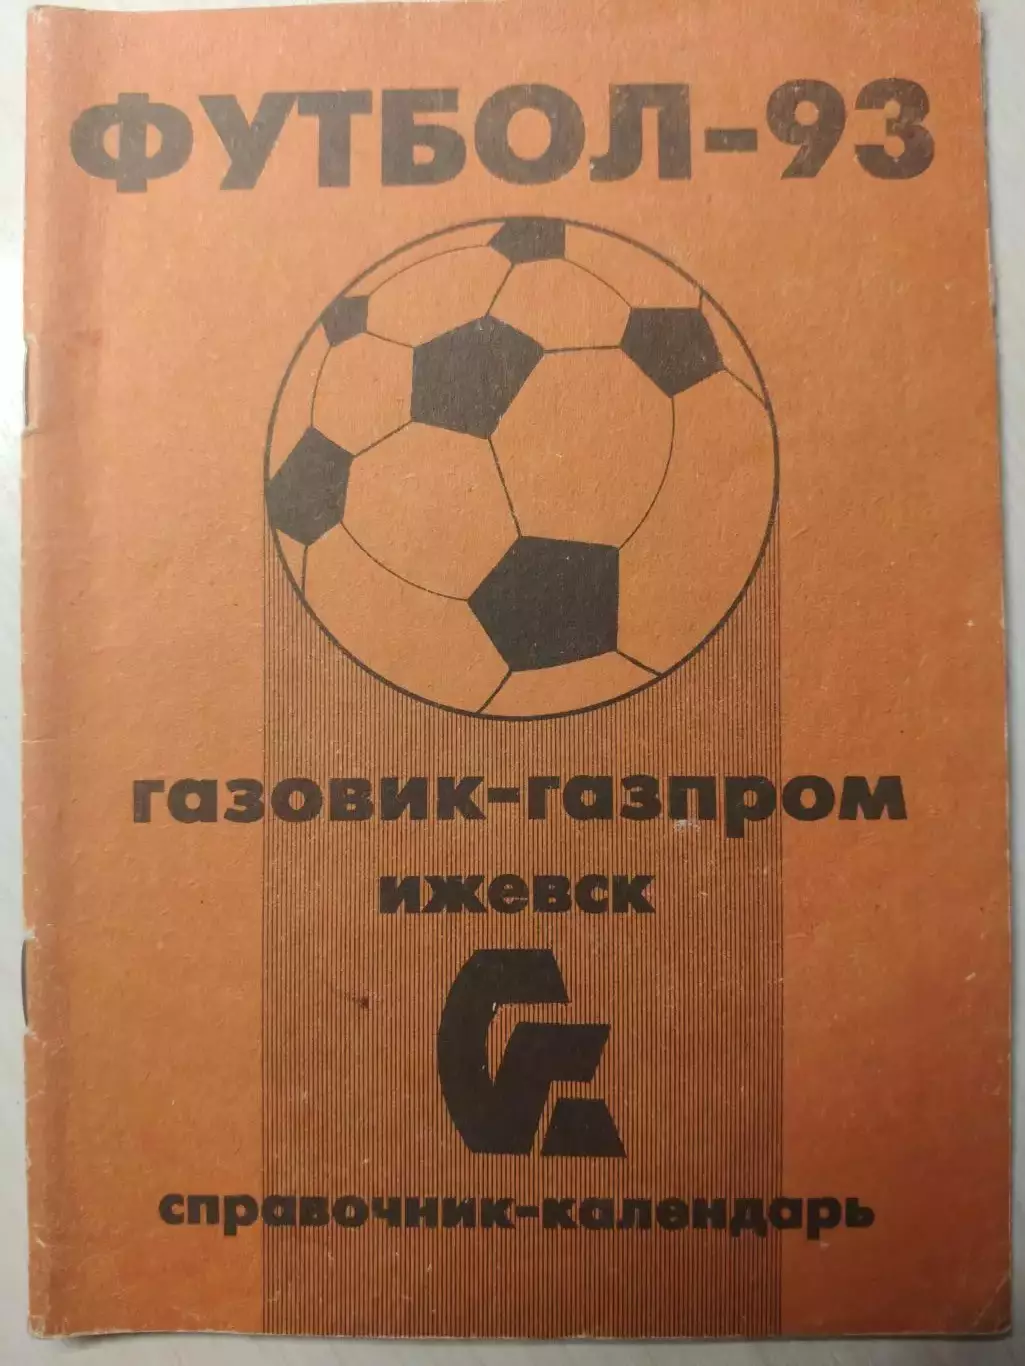 ФУТБОЛ-93
газовик-газпром
ижевск
справочник-календарь